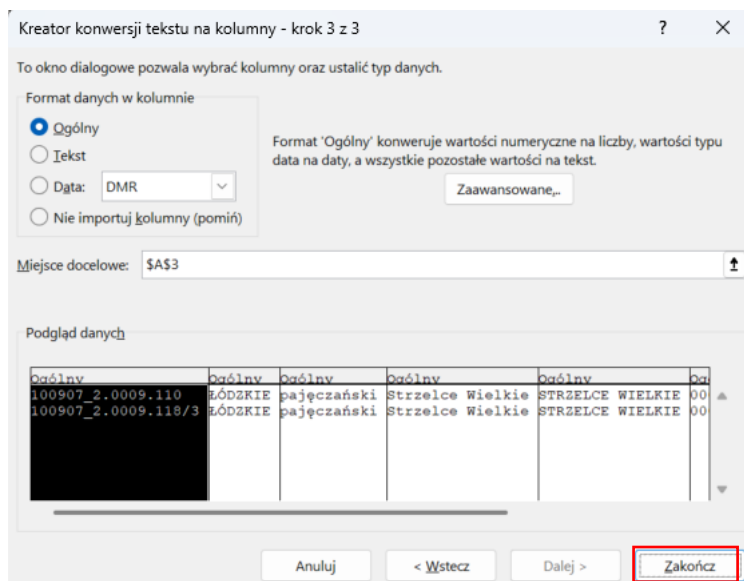 Kreator konwersji tekstu na kolumny - krok 3 z 3
To okno dialogowe pozwala wybrać kolumny oraz ustalić typ danych.
Format danych w kolumnie
Ogólny
Tekst
Data: DMR
Nie importuj kolumny (pomiń)
Format 'Ogólny' konweruje wartości numeryczne na liczby, wartości typu
data na daty, a wszystkie pozostałe wartości na tekst.
Zaawansowane...
Miejsce docelowe: $A$3
Podgląd danych
Ogólny Ogólny Ogólny Ogólny Ogólny Og
100907_2.0009.110 ŁÓDZKIE pajęczański Strzelce Wielkie STRZELCE WIELKIE 00
100907_2.0009.118/3 ŁÓDZKIE pajęczański Strzelce Wielkie STRZELCE WIELKIE 00
Anuluj < Wstecz Dalej > Zakończ